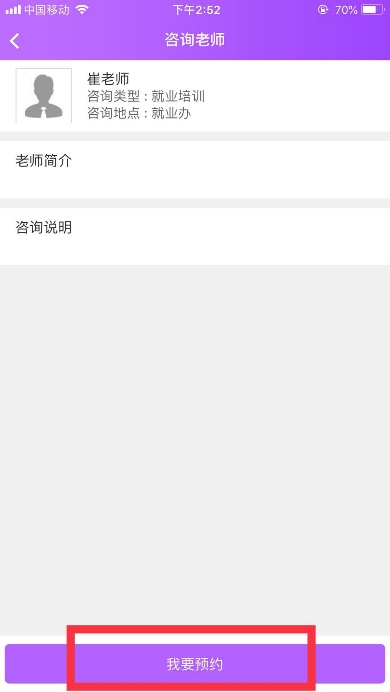 中国移动
下午2:52
70%
咨询老师
崔老师
咨询类型：就业培训
咨询地点：就业办
老师简介
咨询说明
我要预约